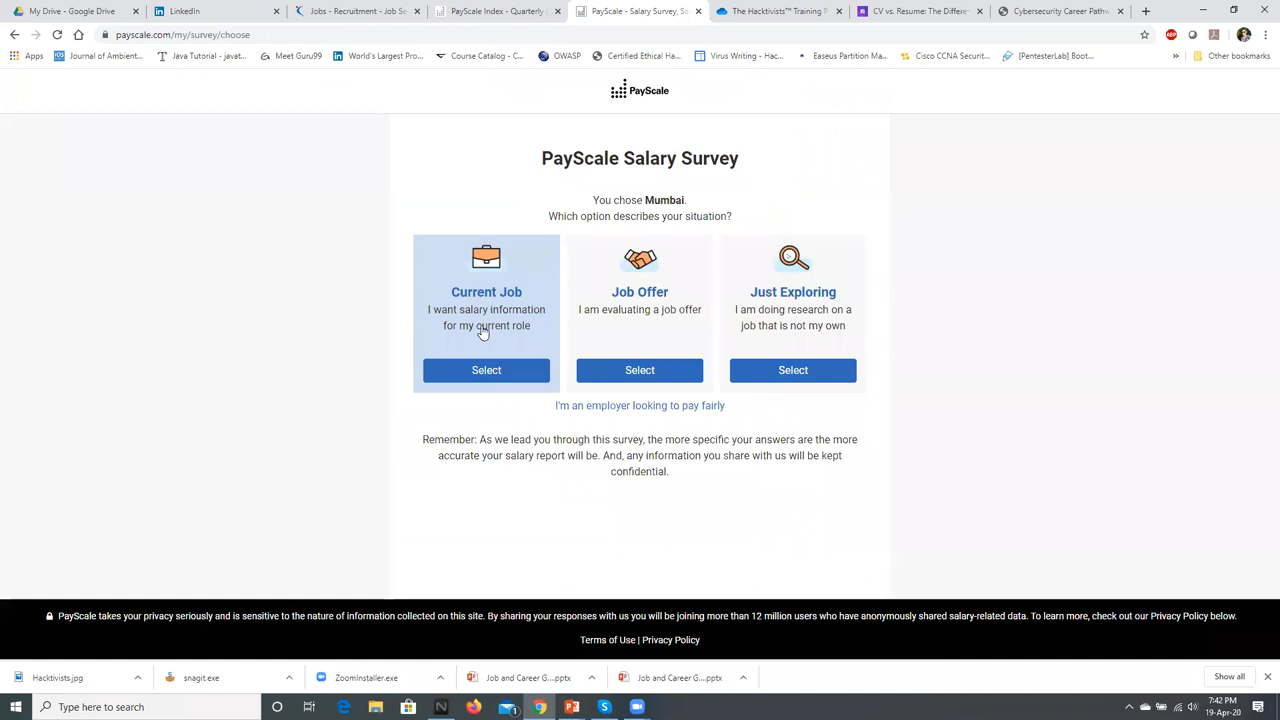 My Drive - Google Drive
LinkedIn
Jobs - Recruitment - Job Se
PayScale Index - Quarterly
PayScale - Salary Survey, Sal
The Hacktivists™ Training P
CV vs. Resume: The Differen
Cybersecurity Career Pathw
payscale.com/my/survey/choose
Apps
Journal of Ambient...
Java Tutorial - javat...
Meet Guru99
World's Largest Pro...
Course Catalog - C...
OWASP
Certified Ethical Ha...
Virus Writing - Hac...
Easeus Partition Ma...
Cisco CCNA Securit...
[PentesterLab] Boot...
»
Other bookmarks
PayScale
PayScale Salary Survey
You chose Mumbai.
Which option describes your situation?
Current Job
I want salary information
for my current role
Select
Job Offer
I am evaluating a job offer
Select
Just Exploring
I am doing research on a
job that is not my own
Select
I'm an employer looking to pay fairly
Remember: As we lead you through this survey, the more specific your answers are the more
accurate your salary report will be. And, any information you share with us will be kept
confidential.
PayScale takes your privacy seriously and is sensitive to the nature of information collected on this site. By sharing your responses with us you will be joining more than 12 million users who have anonymously shared salary-related data. To learn more, check out our Privacy Policy below.
Terms of Use | Privacy Policy
Hacktivists.jpg
snagit.exe
ZoomInstaller.exe
Job and Career G....pptx
Job and Career G....pptx
Show all
Type here to search
7:42 PM
19-Apr-20